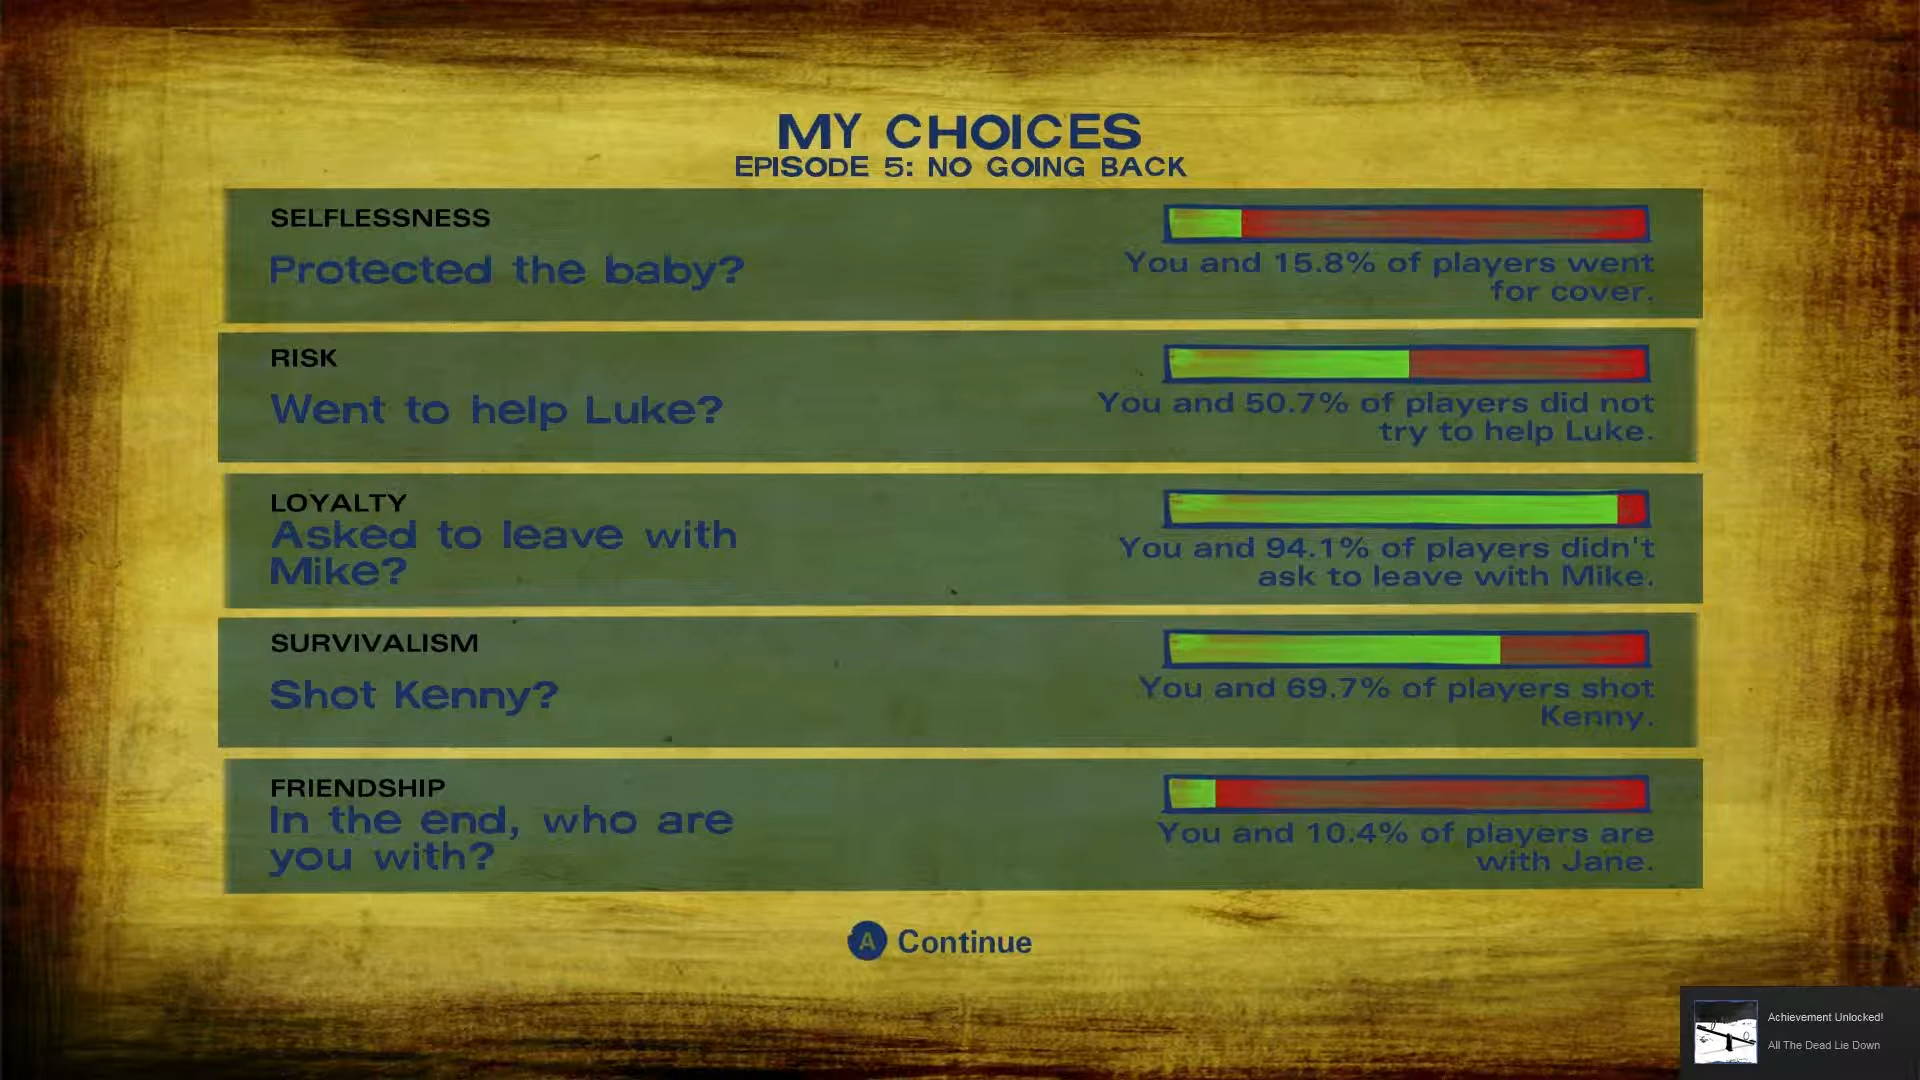 MY CHOICES
EPISODE 5: NO GOING BACK
SELFLESSNESS
Protected the baby?
You and 15.8% of players went
for cover.
RISK
Went to help Luke?
You and 50.7% of players did not
try to help Luke.
LOYALTY
Asked to leave with
Mike?
You and 94.1% of players didn't
ask to leave with Mike.
SURVIVALISM
Shot Kenny?
You and 69.7% of players shot
Kenny.
FRIENDSHIP
In the end, who are
you with?
You and 10.4% of players are
with Jane.
A Continue
Achievement Unlocked!
All The Dead Lie Down